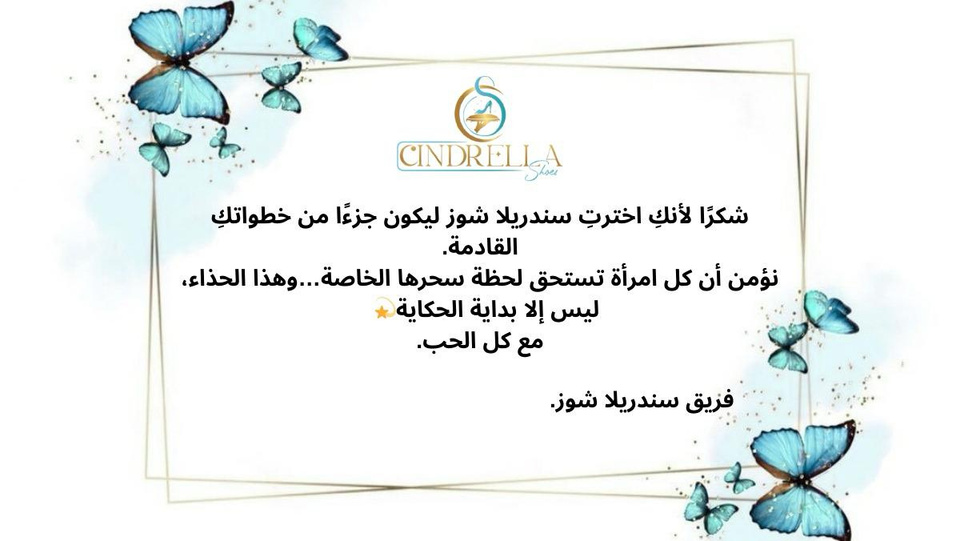 CINDRELLA
Shoes
شكرًا لأنكِ اخترتِ سندريلا شوز ليكون جزءًا من خطواتكِ
القادمة.
نؤمن أن كل امرأة تستحق لحظة سحرها الخاصة...وهذا الحذاء،
ليس إلا بداية الحكاية💫
مع كل الحب.
فريق سندريلا شوز.